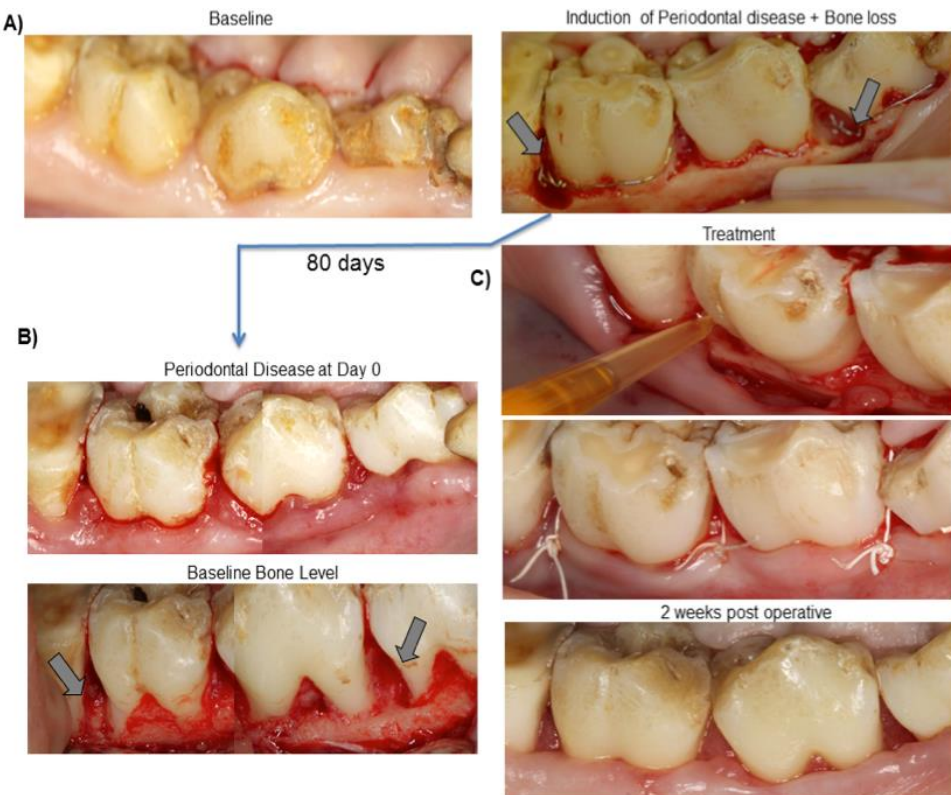 A)
Baseline
Induction of Periodontal disease + Bone loss
80 days
B)
Periodontal Disease at Day 0
Baseline Bone Level
C)
Treatment
2 weeks post operative